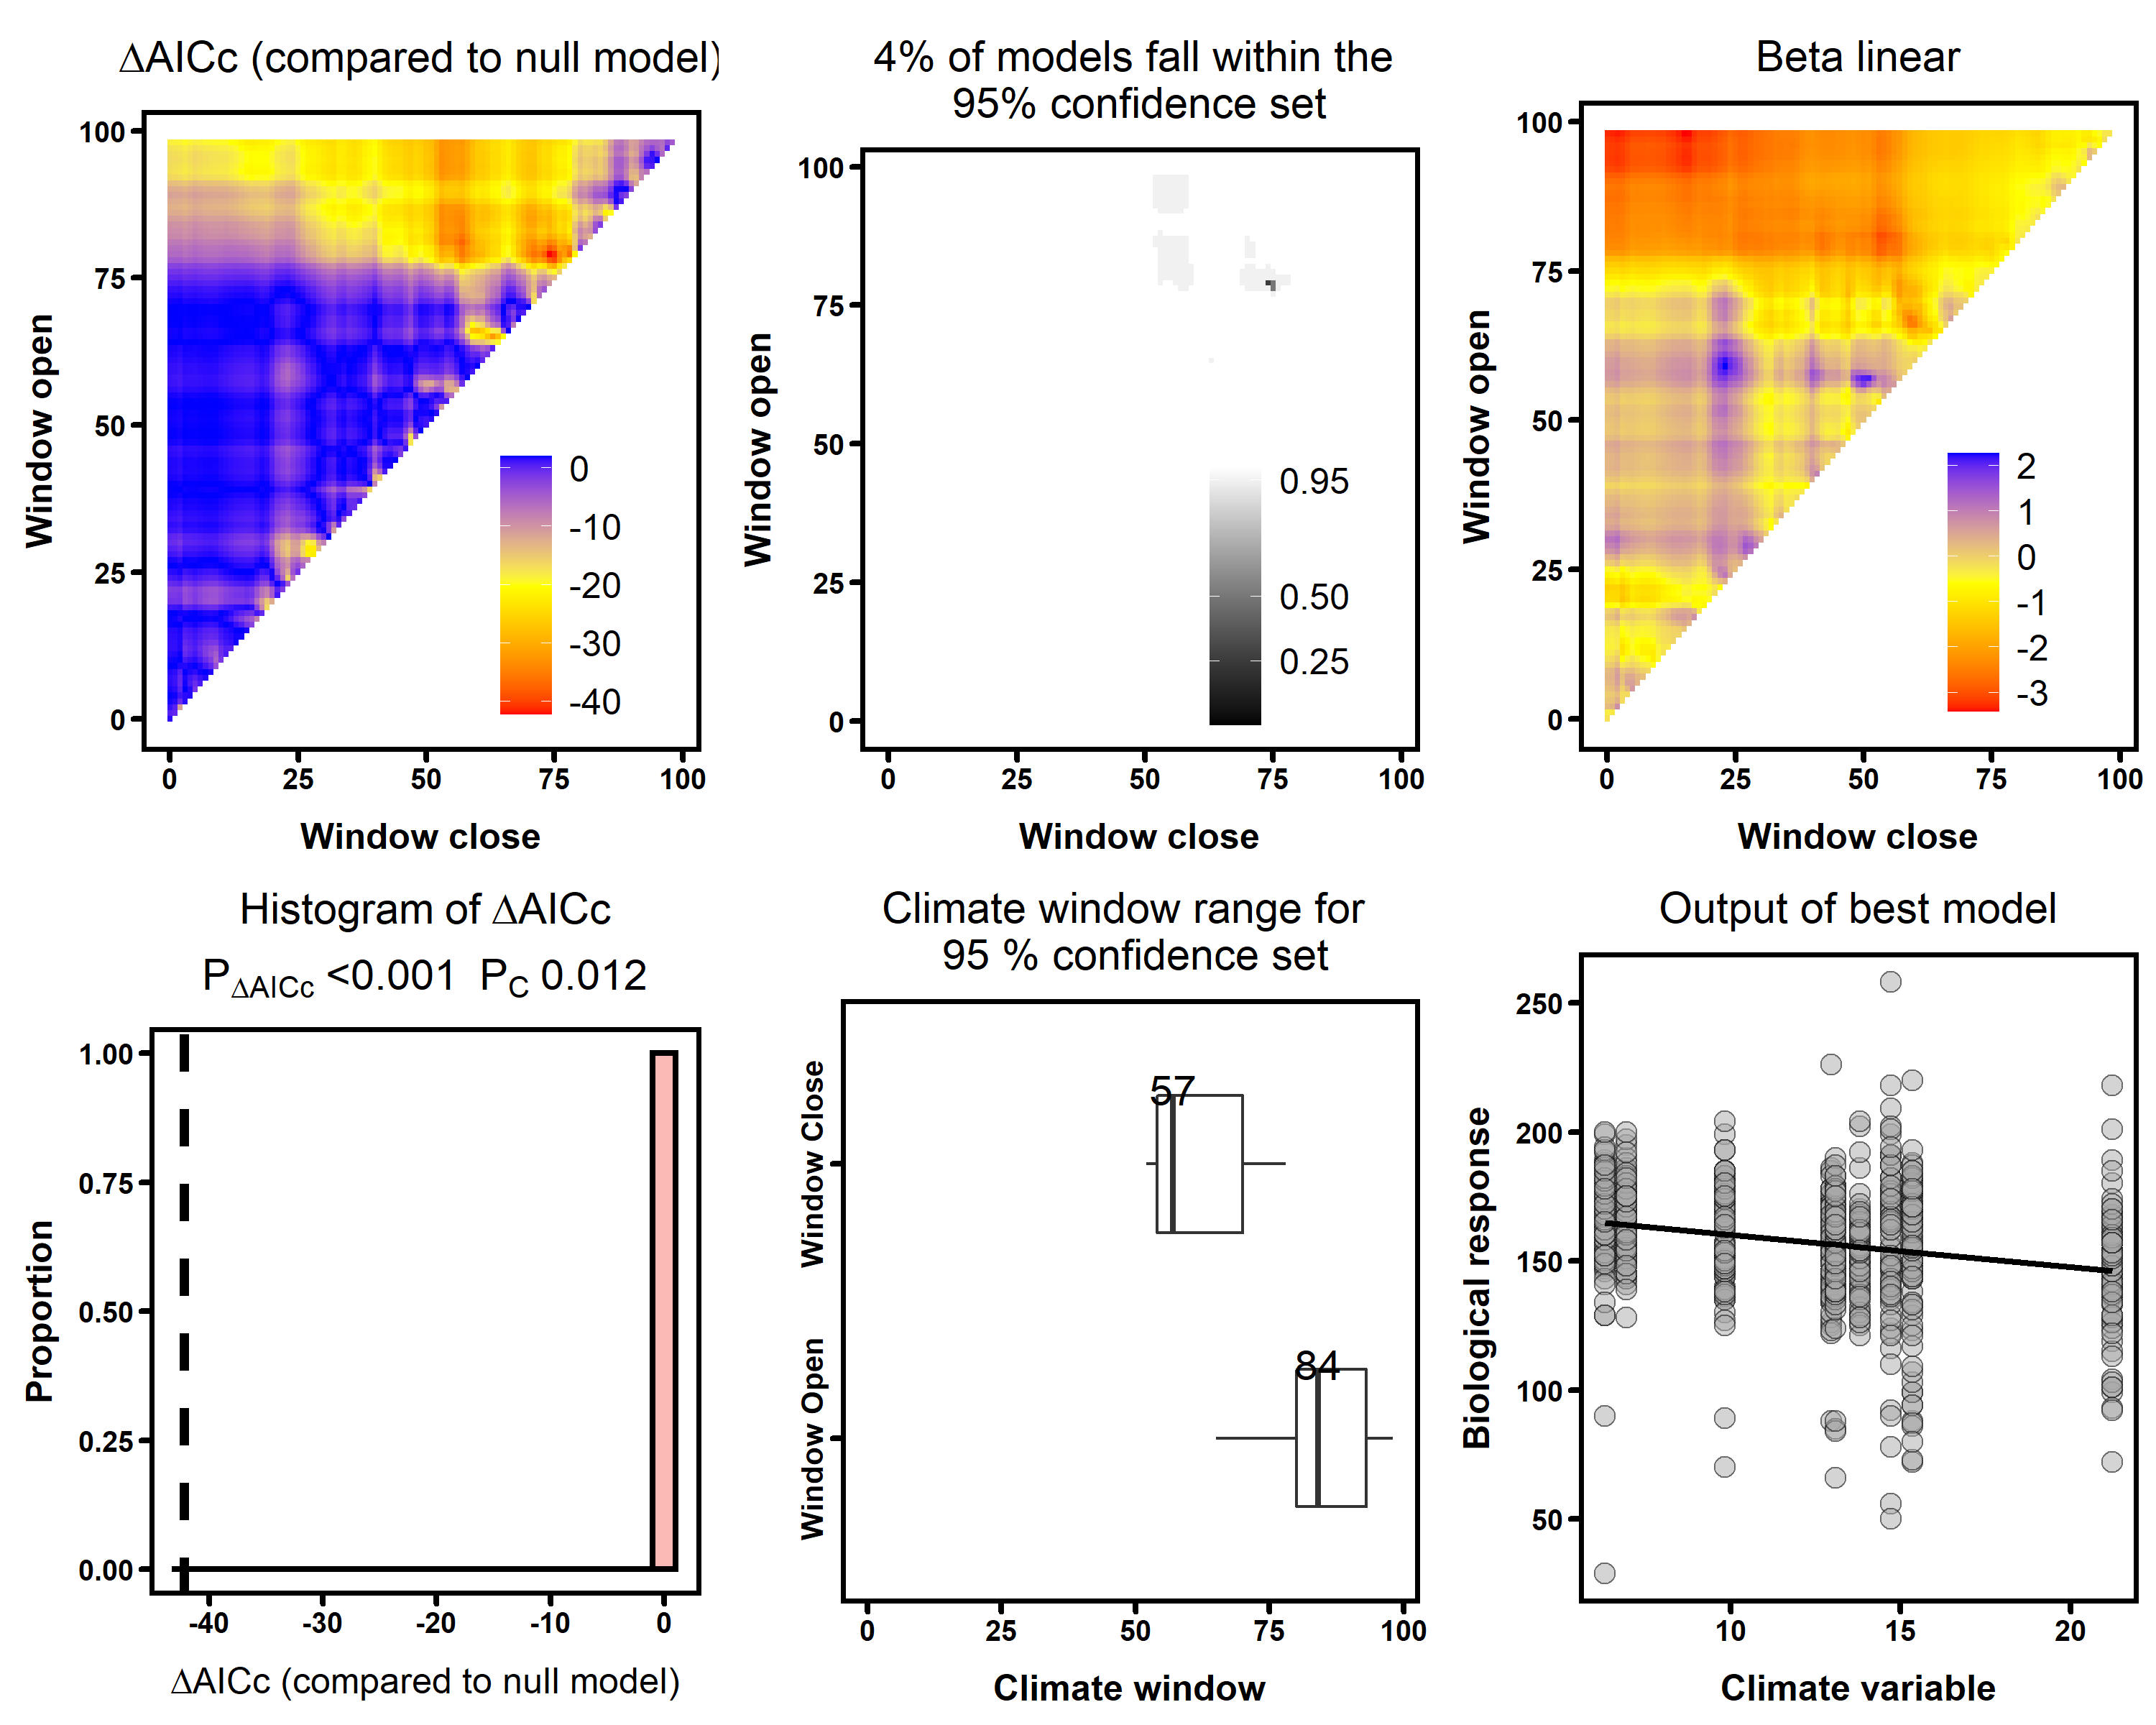 ∆AICc (compared to null model)
100
75
50
25
0
Window open
0
-10
-20
-30
-40
0 25 50 75 100
Window close
4% of models fall within the
95% confidence set
100
75
50
25
0
Window open
0.95
0.50
0.25
0 25 50 75 100
Window close
Beta linear
100
75
50
25
0
Window open
2
1
0
-1
-2
-3
0 25 50 75 100
Window close
Histogram of ∆AICc
P∆AICc <0.001 PC 0.012
1.00
0.75
0.50
0.25
0.00
Proportion
-40 -30 -20 -10 0
∆AICc (compared to null model)
Climate window range for
95 % confidence set
Window Close
57
Window Open
84
0 25 50 75 100
Climate window
Output of best model
250
200
150
100
50
Biological response
10 15 20
Climate variable